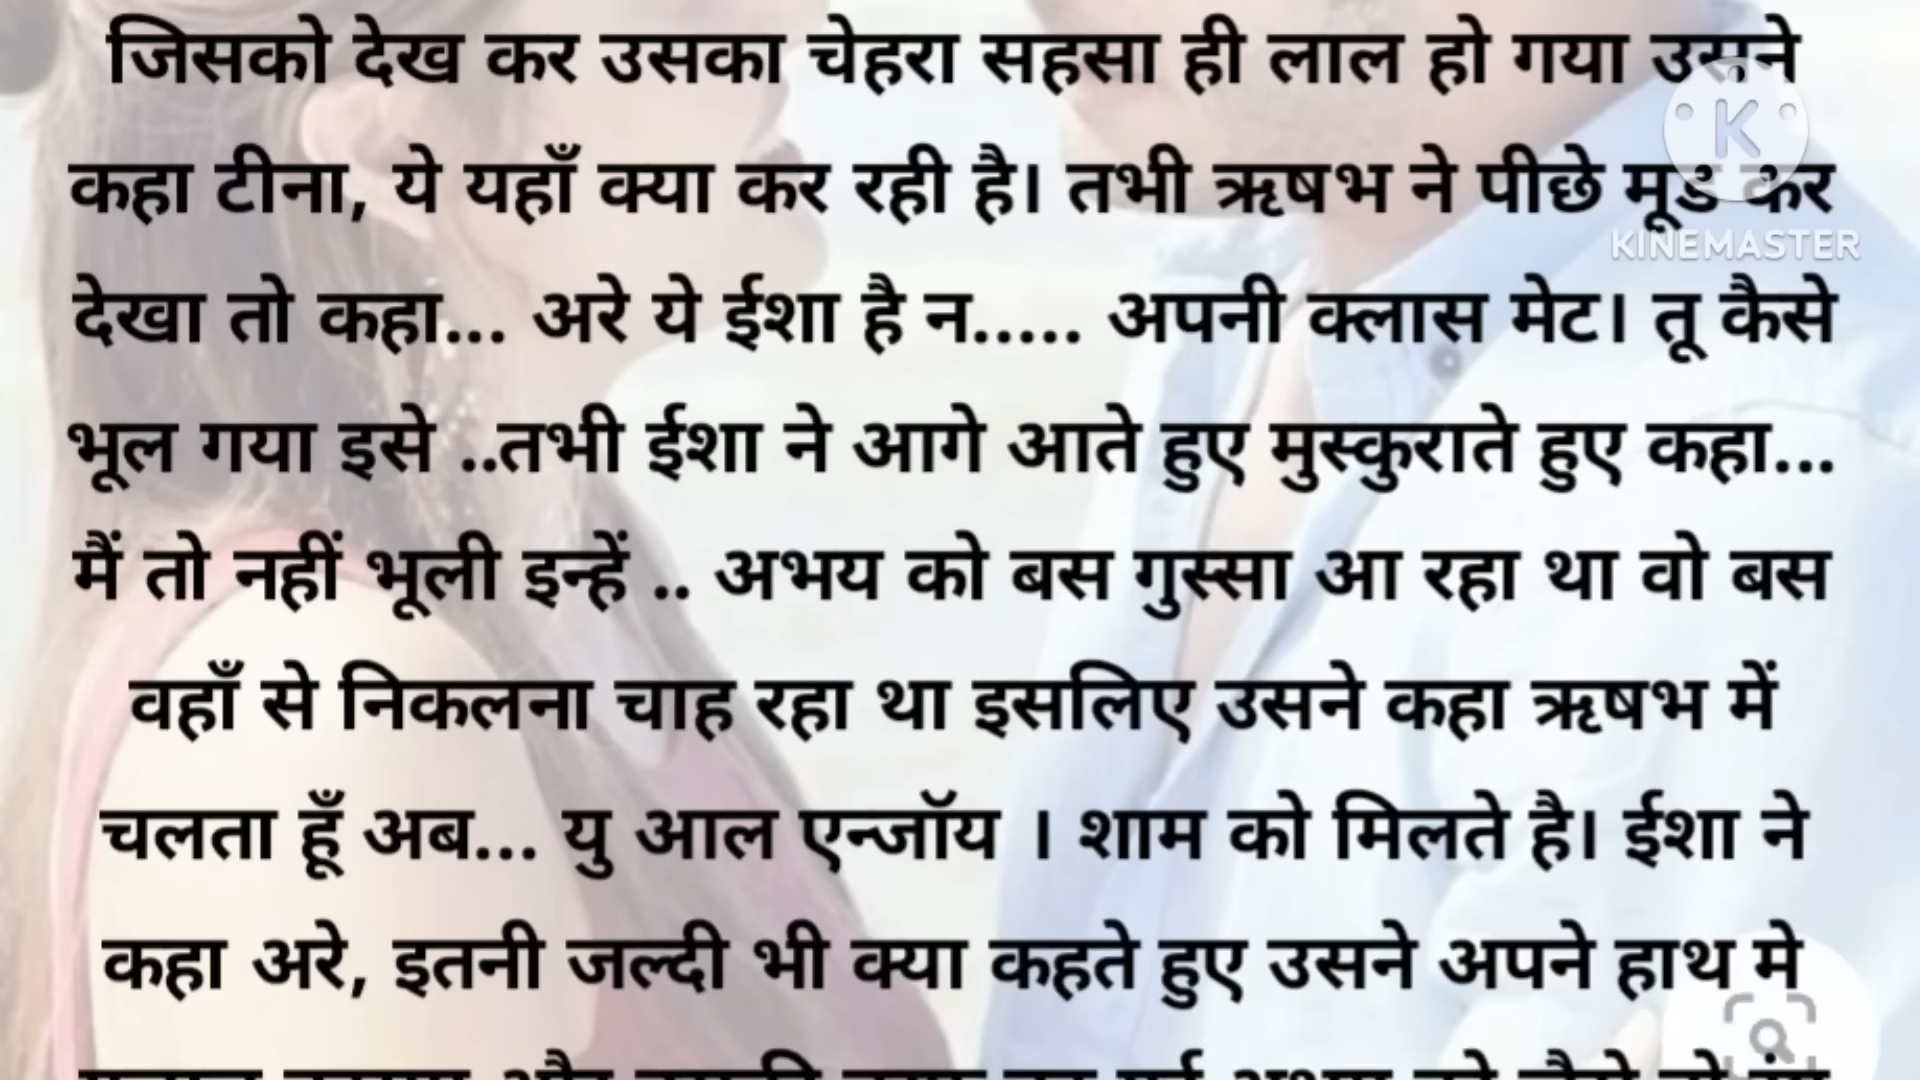 जिसको देख कर उसका चेहरा सहसा ही लाल हो गया उसने
कहा टीना, ये यहाँ क्या कर रही है। तभी ऋषभ ने पीछे मूड कर
KINEMASTER
देखा तो कहा... अरे ये ईशा है न..... अपनी क्लास मेट। तू कैसे
भूल गया इसे ..तभी ईशा ने आगे आते हुए मुस्कुराते हुए कहा...
मैं तो नहीं भूली इन्हें .. अभय को बस गुस्सा आ रहा था वो बस
वहाँ से निकलना चाह रहा था इसलिए उसने कहा ऋषभ में
चलता हूँ अब... यु आल एन्जॉय । शाम को मिलते है। ईशा ने
कहा अरे, इतनी जल्दी भी क्या कहते हुए उसने अपने हाथ मे